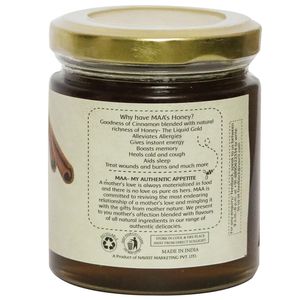 Why have MAA's Honey?
Goodness of Cinnamon blended with natural
richness of Honey- The Liquid Gold
Alleviates Allergies
Gives instant energy
Boosts memory
Heals cold and cough
Aids sleep
Treat wounds and burns and much more
MAA- MY AUTHENTIC APPETITE
A mother's love is always materialized as food
and there is no love as pure as hers. MAA is
committed to reviving the most endearing
relationship of a mother's love and mingling it
with the gifts from mother nature. We present
to you mother's affection blended with flavours
of all natural ingredients in our range of
authentic delicacies.
STORE IN COOL & DRY PLACE
AWAY FROM DIRECT SUNLIGHT
MADE IN INDIA
A Product of NAVRIT MARKETING PVT. LTD.